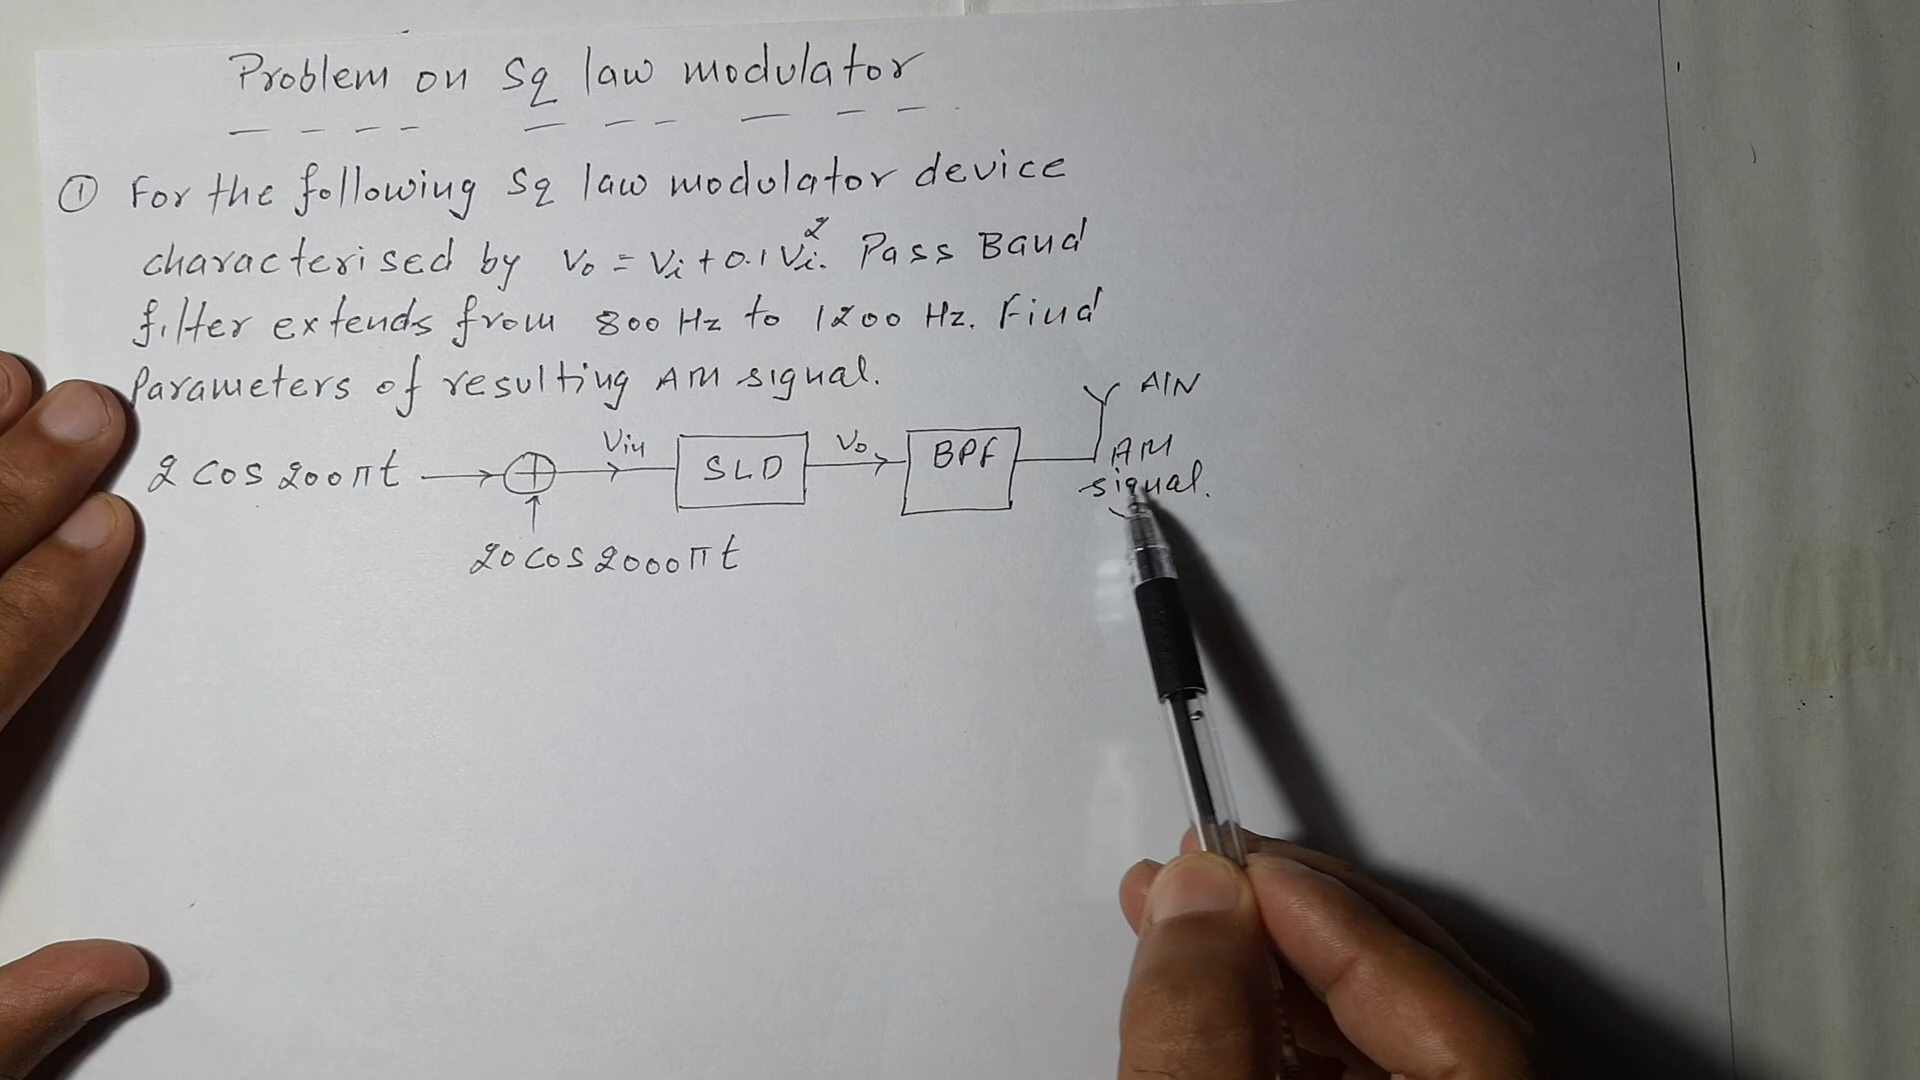 Problem on Sq law modulator
① For the following Sq law modulator device
characterised by V₀ = Vᵢ + 0.1 Vᵢ². Pass Band
filter extends from 800 Hz to 1200 Hz. Find
Parameters of resulting AM signal.
A/N
2 cos 200πt Vin SLD V₀ BPF AM
signal.
20 cos 2000πt